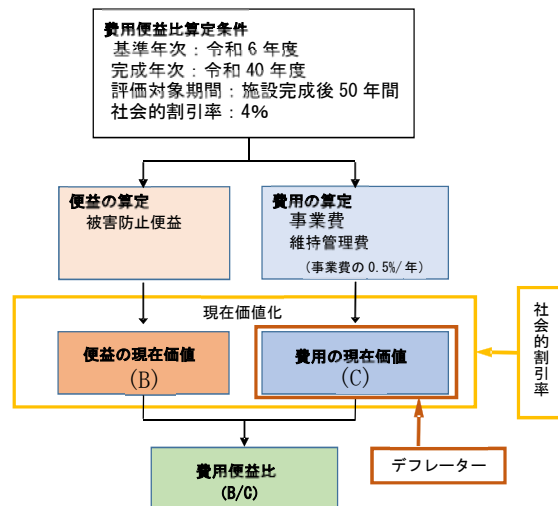 費用便益比算定条件
基準年次：令和６年度
完成年次：令和 40 年度
評価対象期間：施設完成後 50 年間
社会的割引率：4%
便益の算定
被害防止便益
費用の算定
事業費
維持管理費
（事業費の 0.5%/年）
現在価値化
社会的割引率
便益の現在価値
(B)
費用の現在価値
(C)
デフレーター
費用便益比
(B/C)